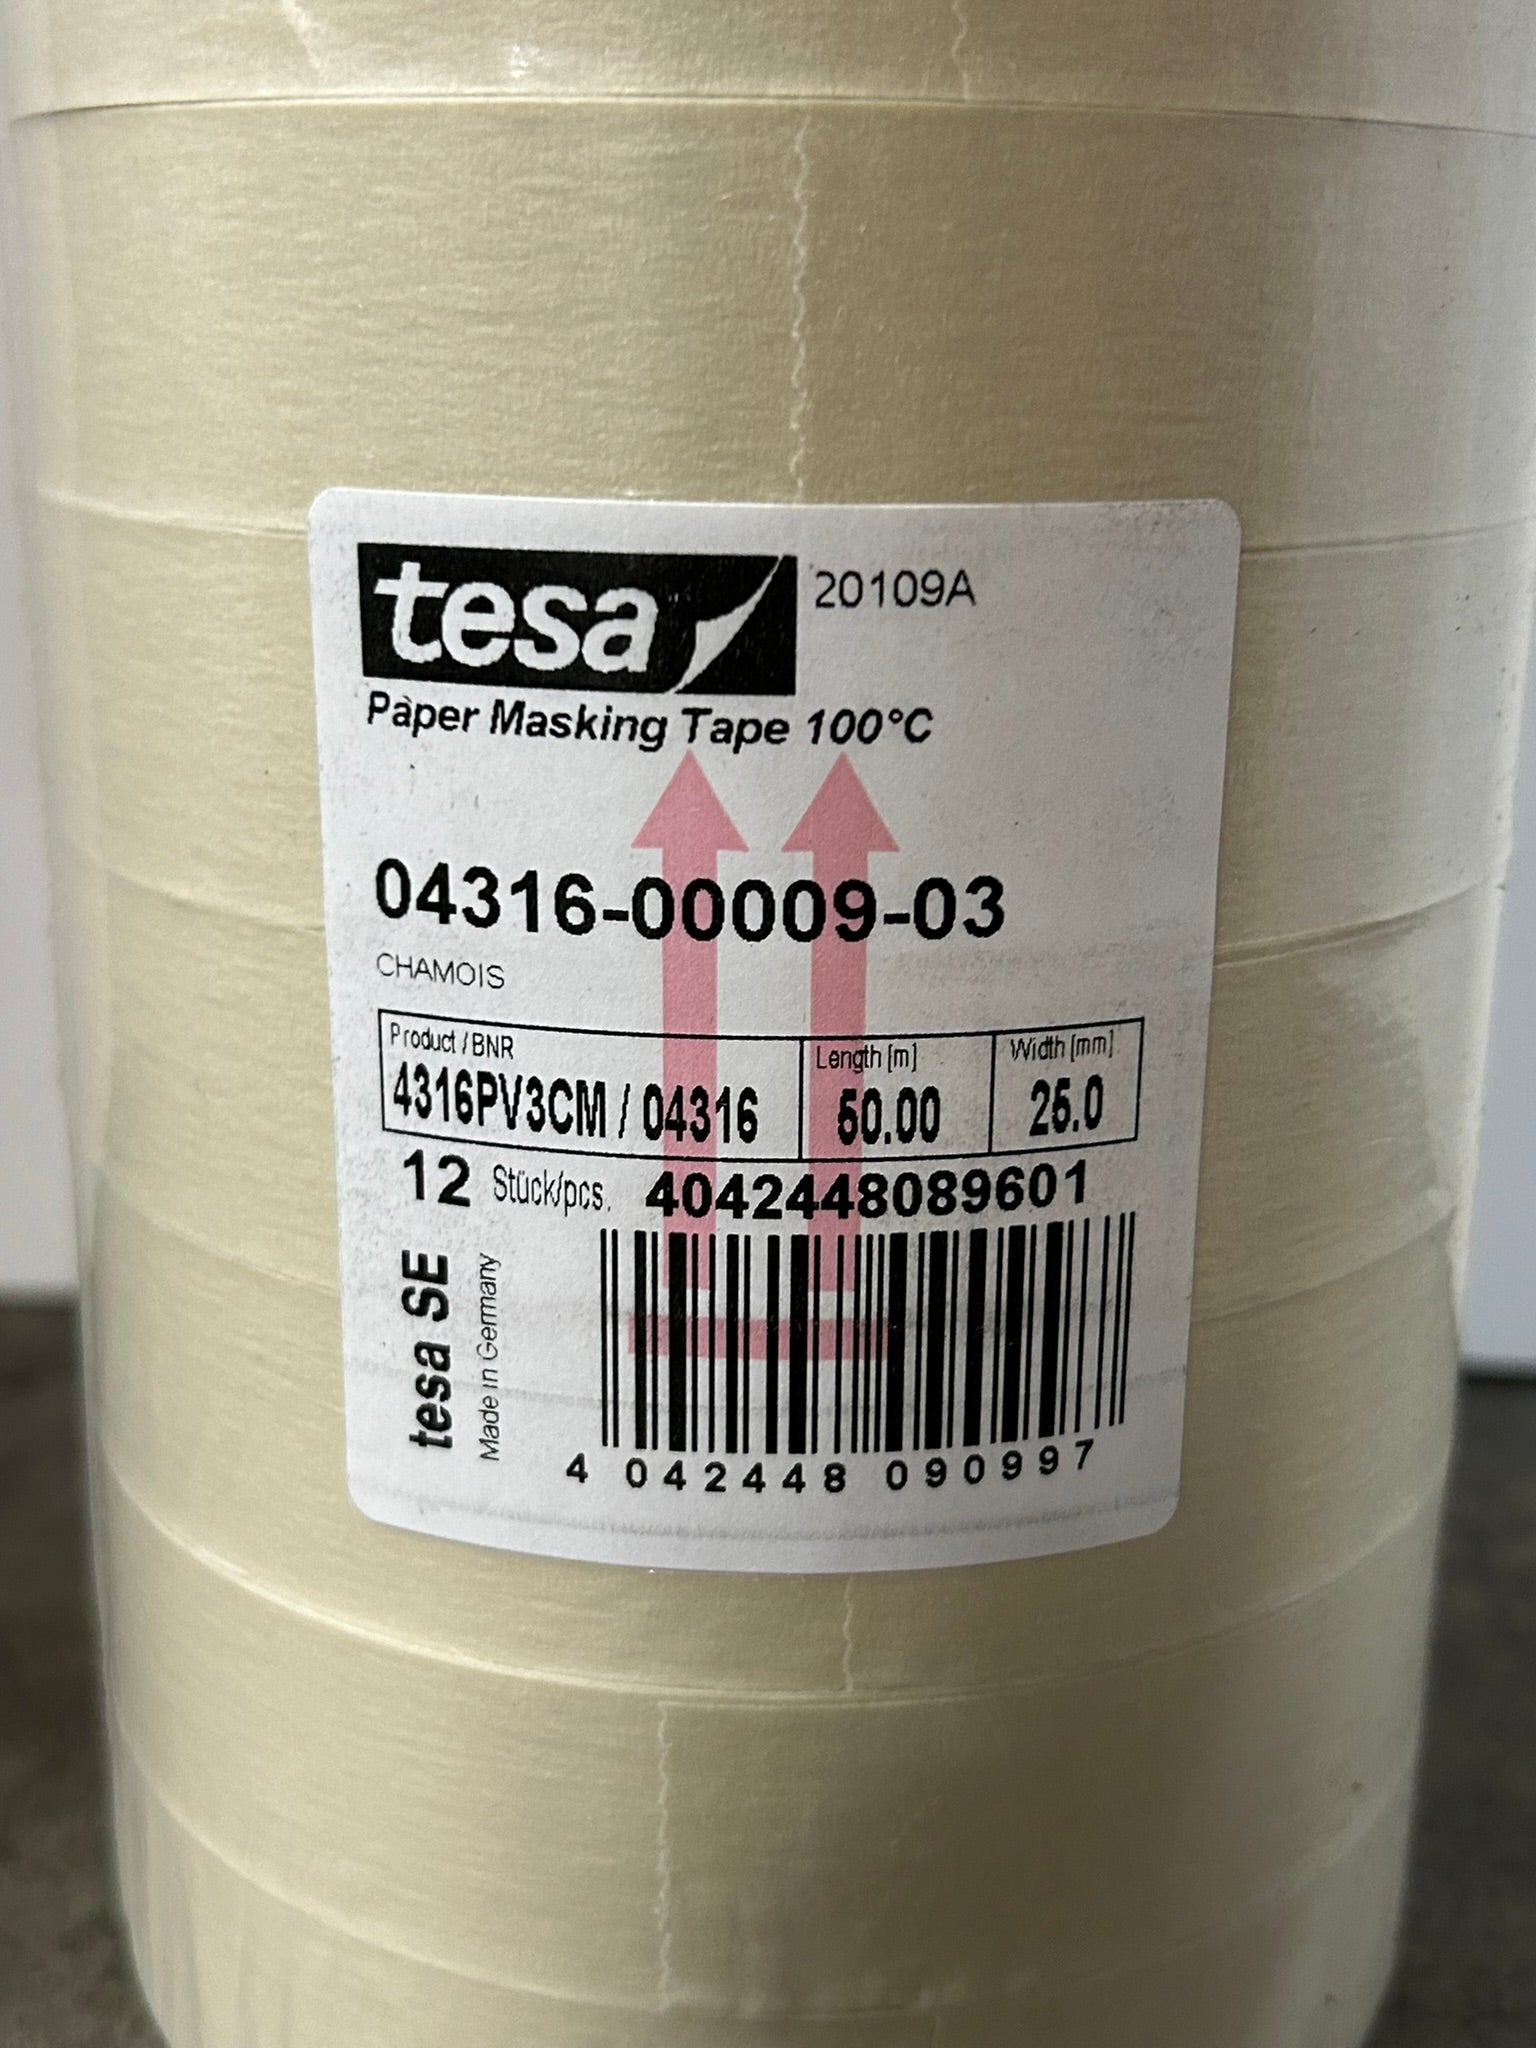 tesa 20109A
Paper Masking Tape 100°C
04316-00009-03
CHAMOIS
Product / BNR Length [m] Width [mm]
4316PV3CM / 04316 50.00 25.0
12 Stück/pcs. 4042448089601
tesa SE
Made in Germany
4 042448 090997